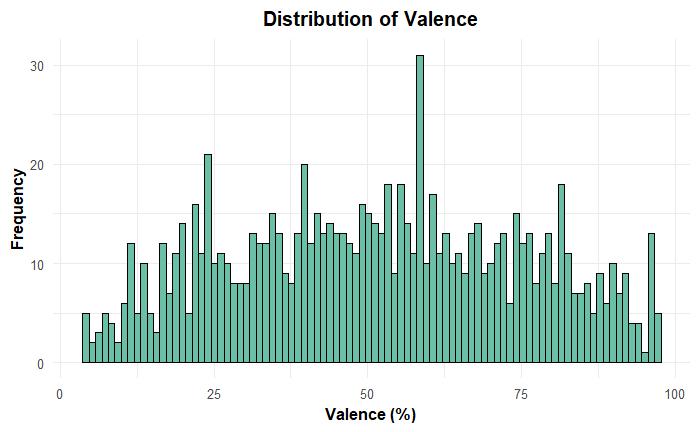 Distribution of Valence
30
20
10
0
Frequency
0 25 50 75 100
Valence (%)